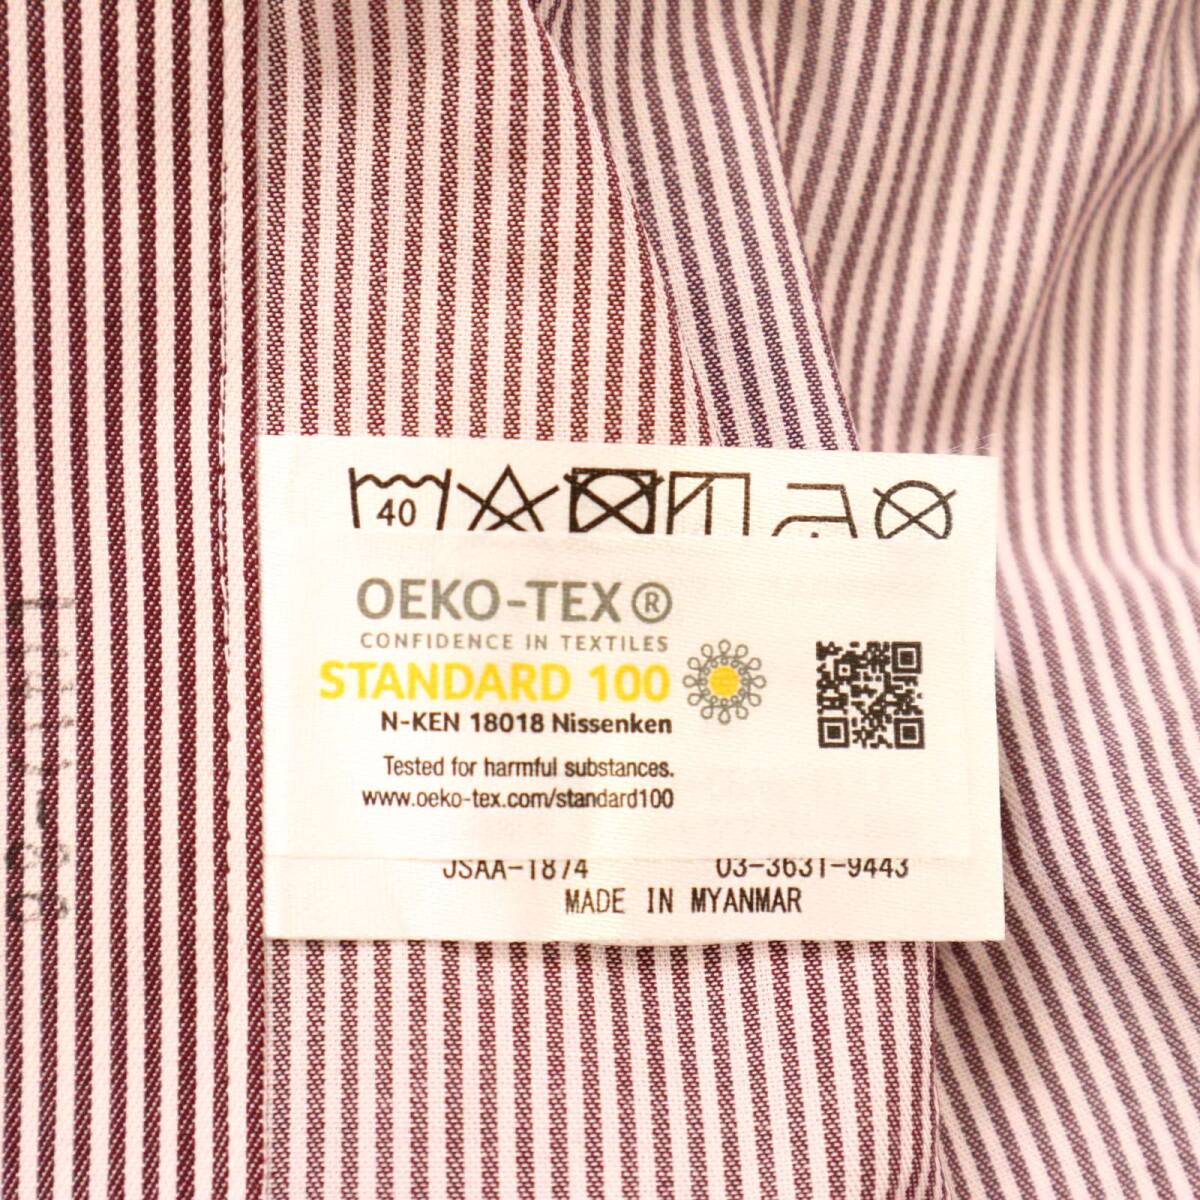 40
OEKO-TEX®
CONFIDENCE IN TEXTILES
STANDARD 100
N-KEN 18018 Nissenken
Tested for harmful substances.
www.oeko-tex.com/standard100
JSAA-1874 03-3631-9443
MADE IN MYANMAR